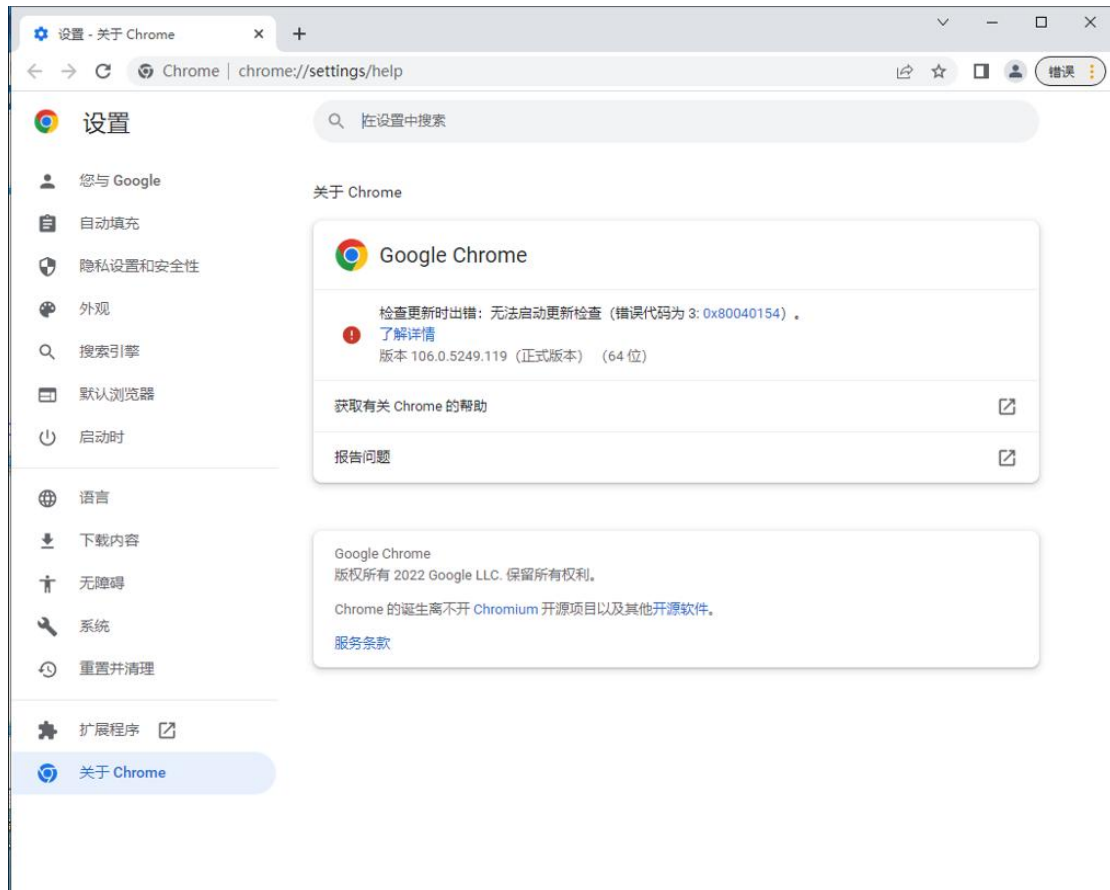 设置 - 关于 Chrome
Chrome | chrome://settings/help
错误
设置
在设置中搜索
您与 Google
自动填充
隐私设置和安全性
外观
搜索引擎
默认浏览器
启动时
语言
下载内容
无障碍
系统
重置并清理
扩展程序
关于 Chrome
关于 Chrome
Google Chrome
检查更新时出错：无法启动更新检查（错误代码为 3: 0x80040154）。
了解详情
版本 106.0.5249.119（正式版本） （64 位）
获取有关 Chrome 的帮助
报告问题
Google Chrome
版权所有 2022 Google LLC. 保留所有权利。
Chrome 的诞生离不开 Chromium 开源项目以及其他开源软件。
服务条款